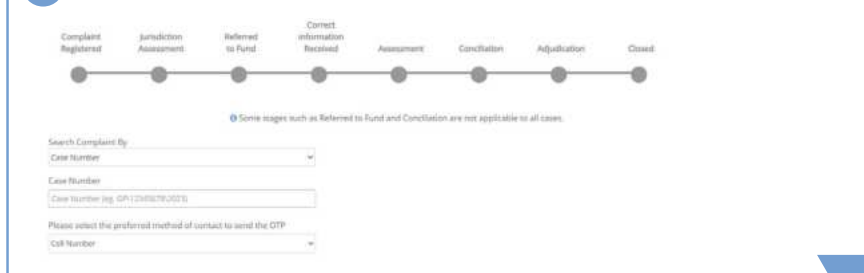 Complaint Registered
Jurisdiction Assessment
Referred to Fund
Correct information Received
Assessment
Conciliation
Adjudication
Closed
Some stages such as Referred to Fund and Conciliation are not applicable to all cases.
Search Complaint By
Case Number
Case Number
Case Number (eg. GP\12345678\2023)
Please select the preferred method of contact to send the OTP
Cell Number